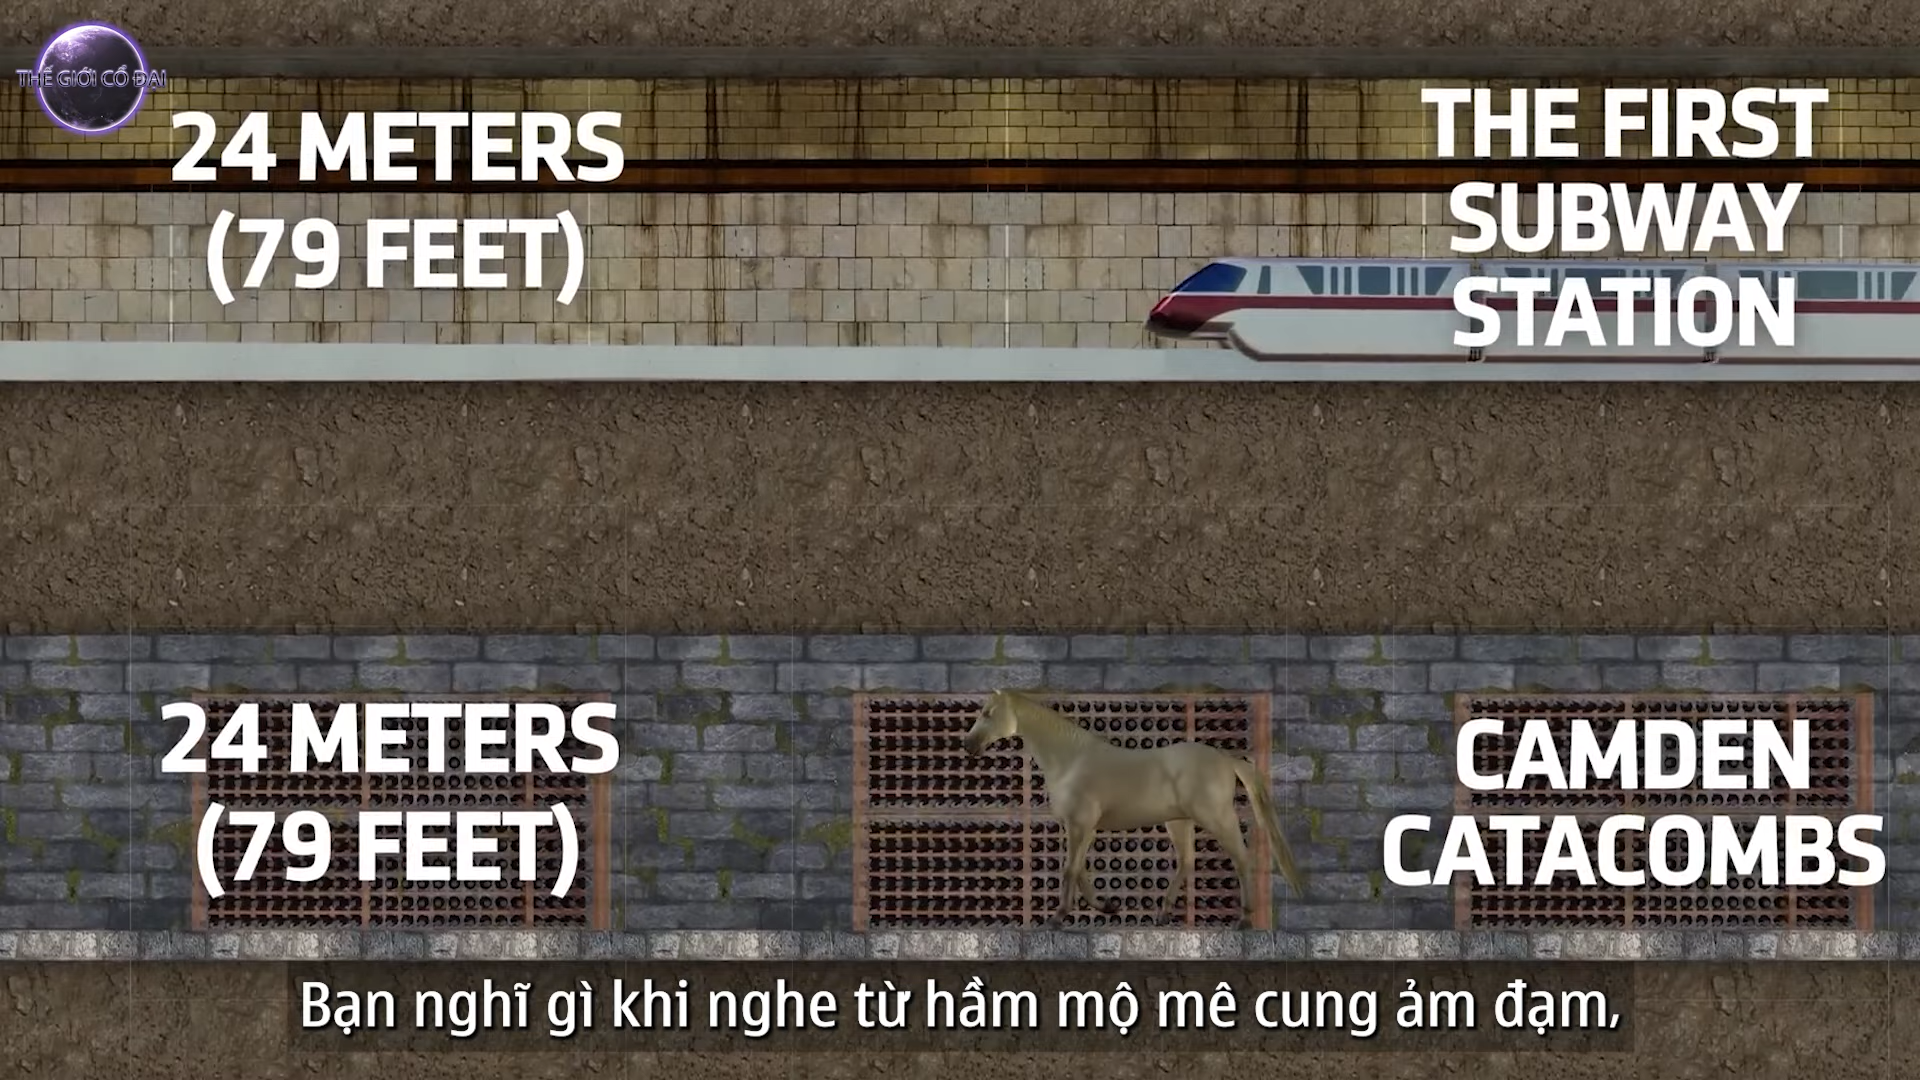 THẾ GIỚI CỔ ĐẠI
24 METERS
(79 FEET)
THE FIRST
SUBWAY
STATION
24 METERS
(79 FEET)
CAMDEN
CATACOMBS
Bạn nghĩ gì khi nghe từ hầm mộ mê cung ảm đạm,